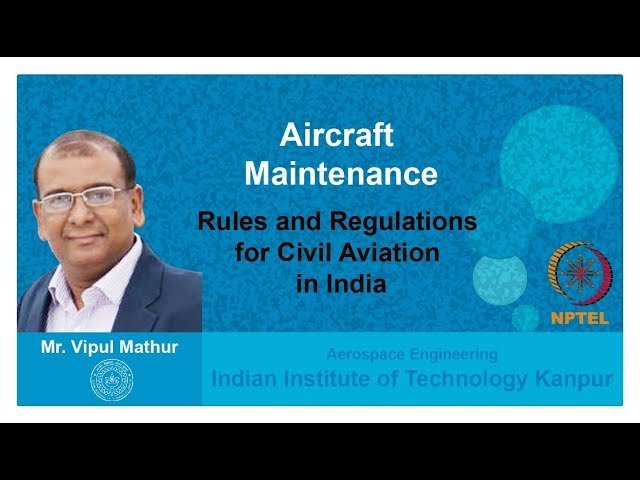 Aircraft
Maintenance
Rules and Regulations
for Civil Aviation
in India
NPTEL
Mr. Vipul Mathur
Aerospace Engineering
Indian Institute of Technology Kanpur